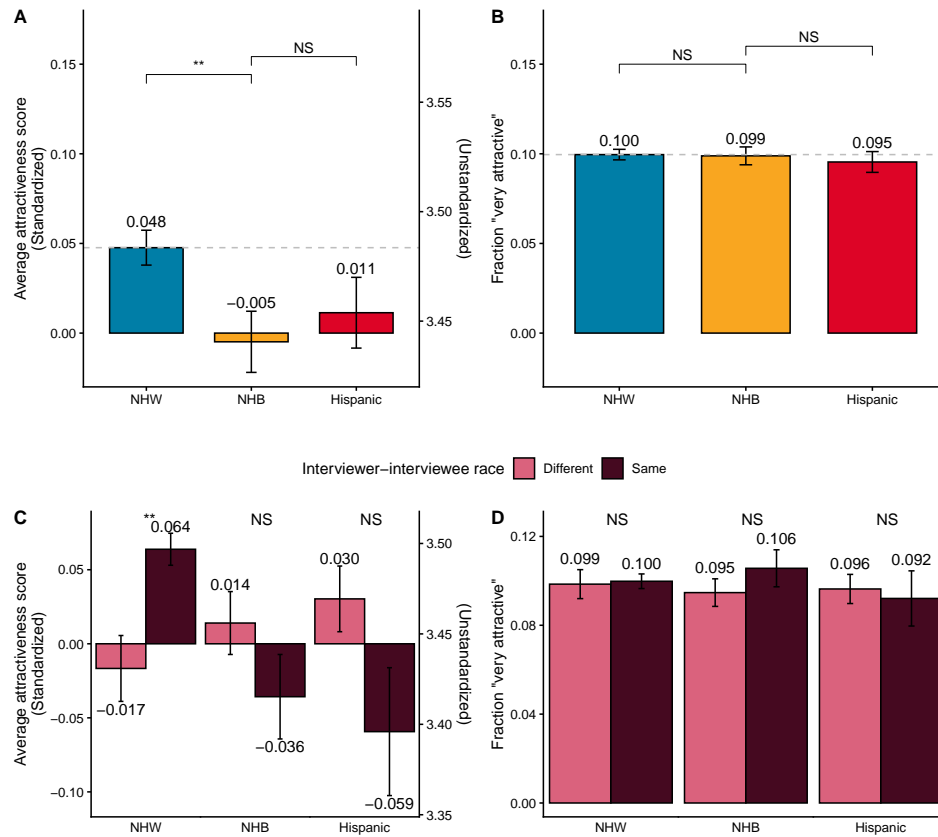 A
Average attractiveness score
(Standardized)
0.15
0.10
0.05
0.00
**
NS
0.048
−0.005
0.011
3.55
3.50
3.45
(Unstandardized)
NHW NHB Hispanic
B
Fraction "very attractive"
0.15
0.10
0.05
0.00
NS
NS
0.100
0.099
0.095
NHW NHB Hispanic
Interviewer−interviewee race Different Same
C
Average attractiveness score
(Standardized)
0.05
0.00
−0.05
−0.10
** NS NS
0.064
−0.017
0.014
−0.036
0.030
−0.059
3.50
3.45
3.40
3.35
(Unstandardized)
NHW NHB Hispanic
D
Fraction "very attractive"
0.12
0.08
0.04
0.00
NS NS NS
0.099
0.100
0.095
0.106
0.096
0.092
NHW NHB Hispanic